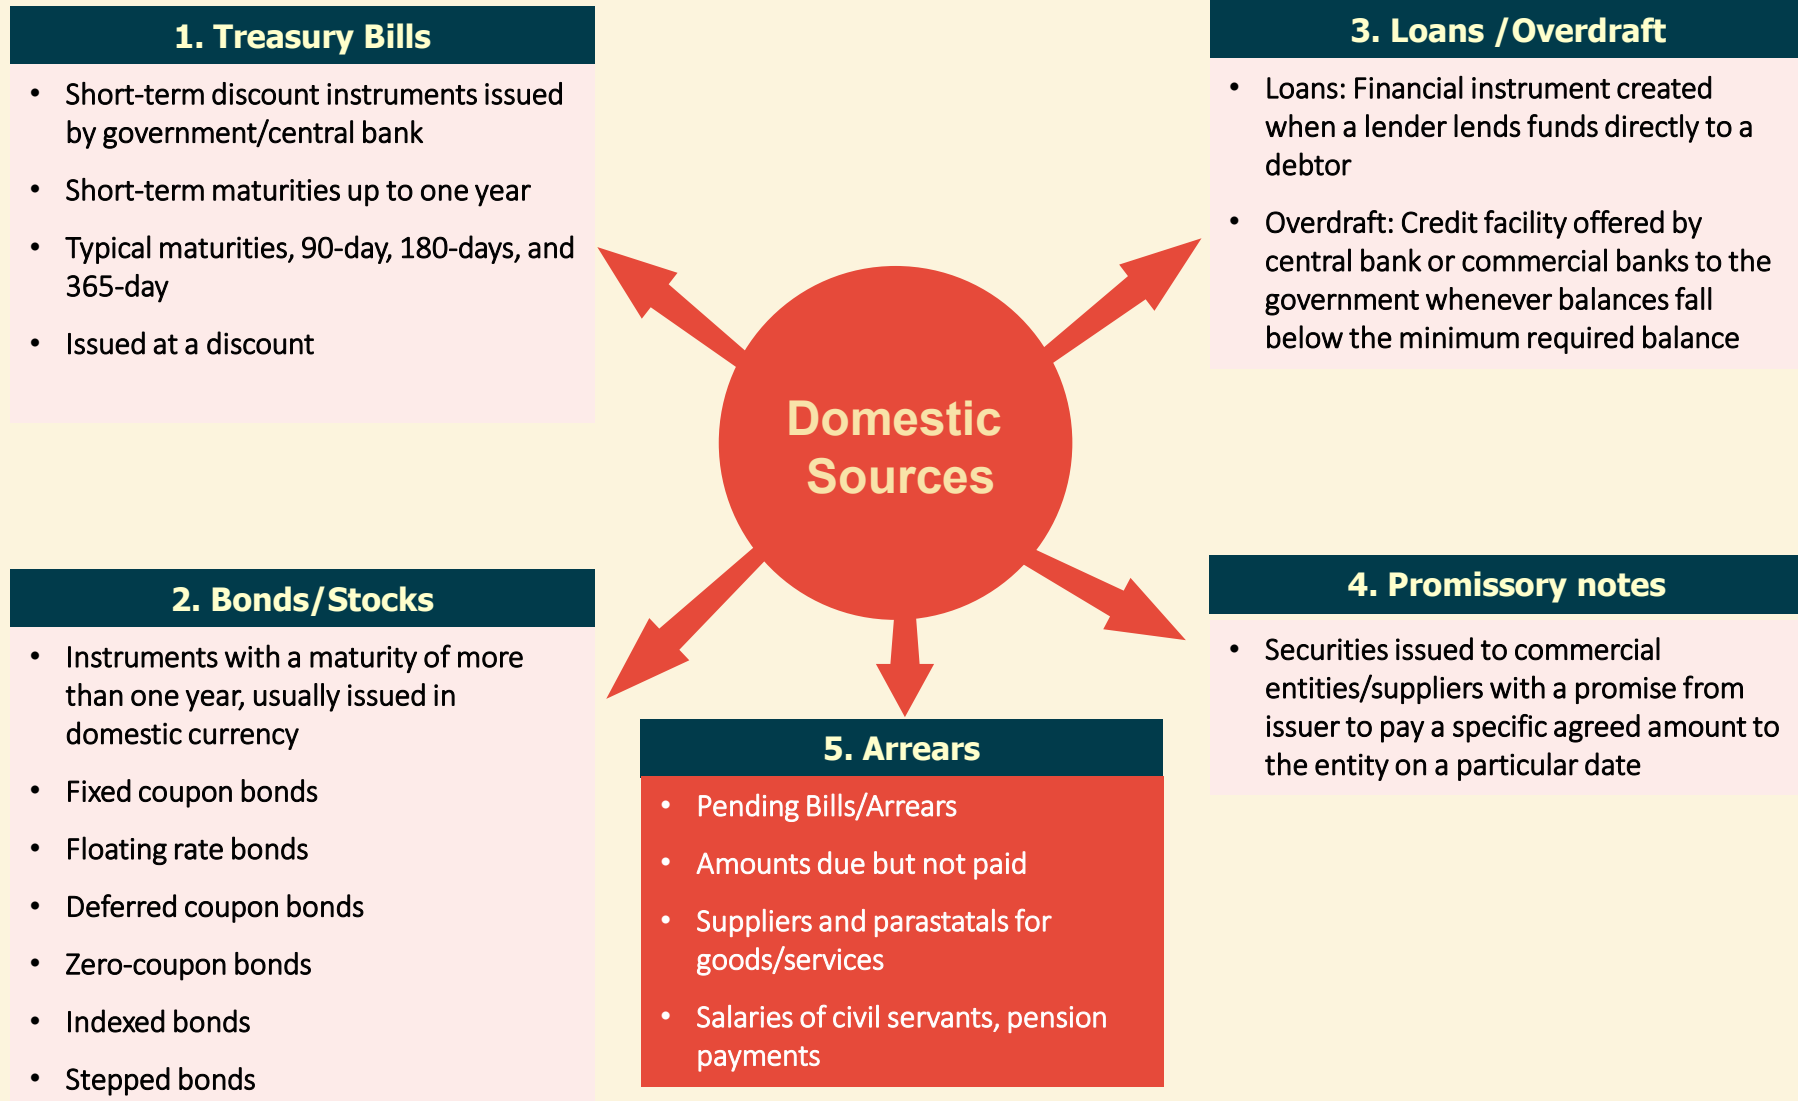 1. Treasury Bills
• Short-term discount instruments issued
by government/central bank
• Short-term maturities up to one year
• Typical maturities, 90-day, 180-days, and
365-day
• Issued at a discount
3. Loans /Overdraft
• Loans: Financial instrument created
when a lender lends funds directly to a
debtor
• Overdraft: Credit facility offered by
central bank or commercial banks to the
government whenever balances fall
below the minimum required balance
Domestic
Sources
2. Bonds/Stocks
• Instruments with a maturity of more
than one year, usually issued in
domestic currency
• Fixed coupon bonds
• Floating rate bonds
• Deferred coupon bonds
• Zero-coupon bonds
• Indexed bonds
• Stepped bonds
4. Promissory notes
• Securities issued to commercial
entities/suppliers with a promise from
issuer to pay a specific agreed amount to
the entity on a particular date
5. Arrears
• Pending Bills/Arrears
• Amounts due but not paid
• Suppliers and parastatals for
goods/services
• Salaries of civil servants, pension
payments